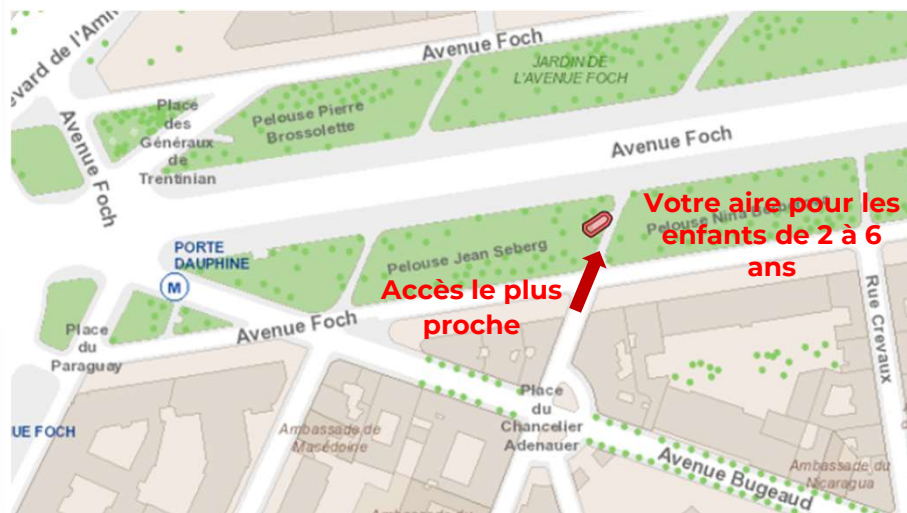 Avenue Foch
JARDIN DE
L'AVENUE FOCH
Place
des
Généraux
de
Trentinian
Pelouse Pierre
Brossolette
Avenue Foch
Avenue Foch
Votre aire pour les
enfants de 2 à 6
ans
Pelouse Nina
PORTE
DAUPHINE
M
Pelouse Jean Seberg
Accès le plus
proche
Avenue Foch
Place
du
Paraguay
Rue Crevaux
UE FOCH
Ambassade de
Macédoine
Place
du
Chancelier
Adenauer
Avenue Bugeaud
Ambassade du
Nicaragua